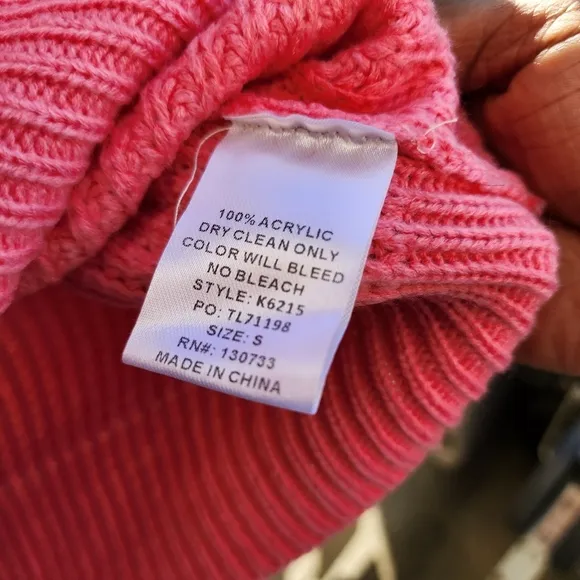 100% ACRYLIC
DRY CLEAN ONLY
COLOR WILL BLEED
NO BLEACH
STYLE: K6215
PO: TL71198
SIZE: S
RN#: 130733
MADE IN CHINA